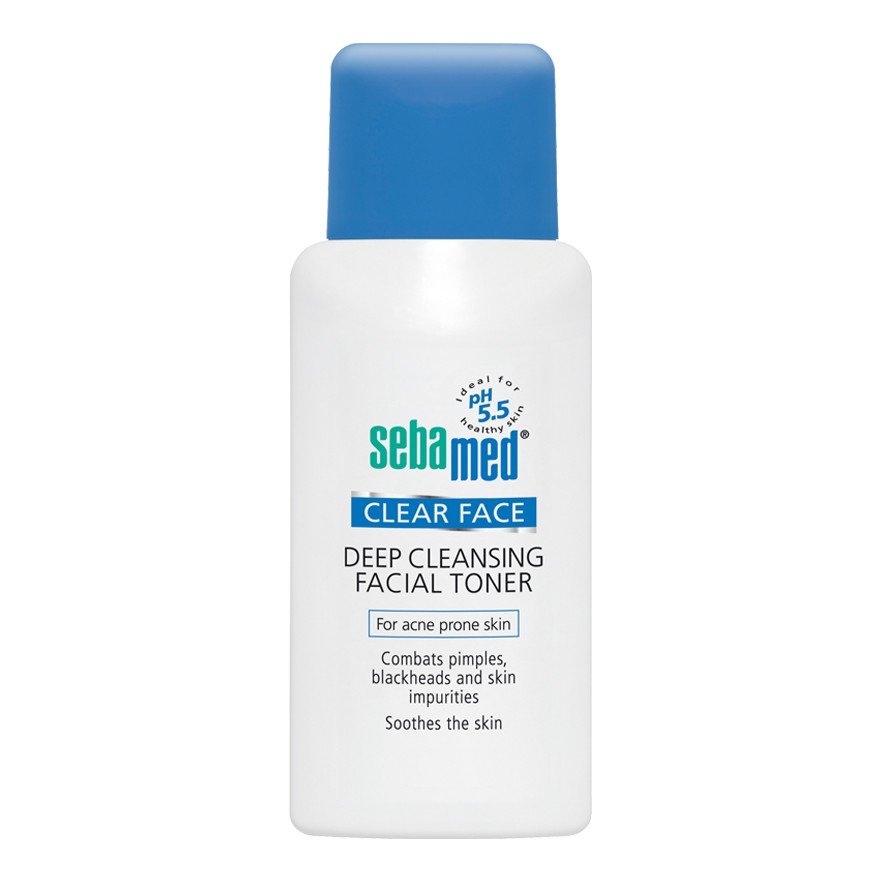 Ideal for
pH
5.5
healthy skin
sebamed®
CLEAR FACE
DEEP CLEANSING
FACIAL TONER
For acne prone skin
Combats pimples,
blackheads and skin
impurities
Soothes the skin